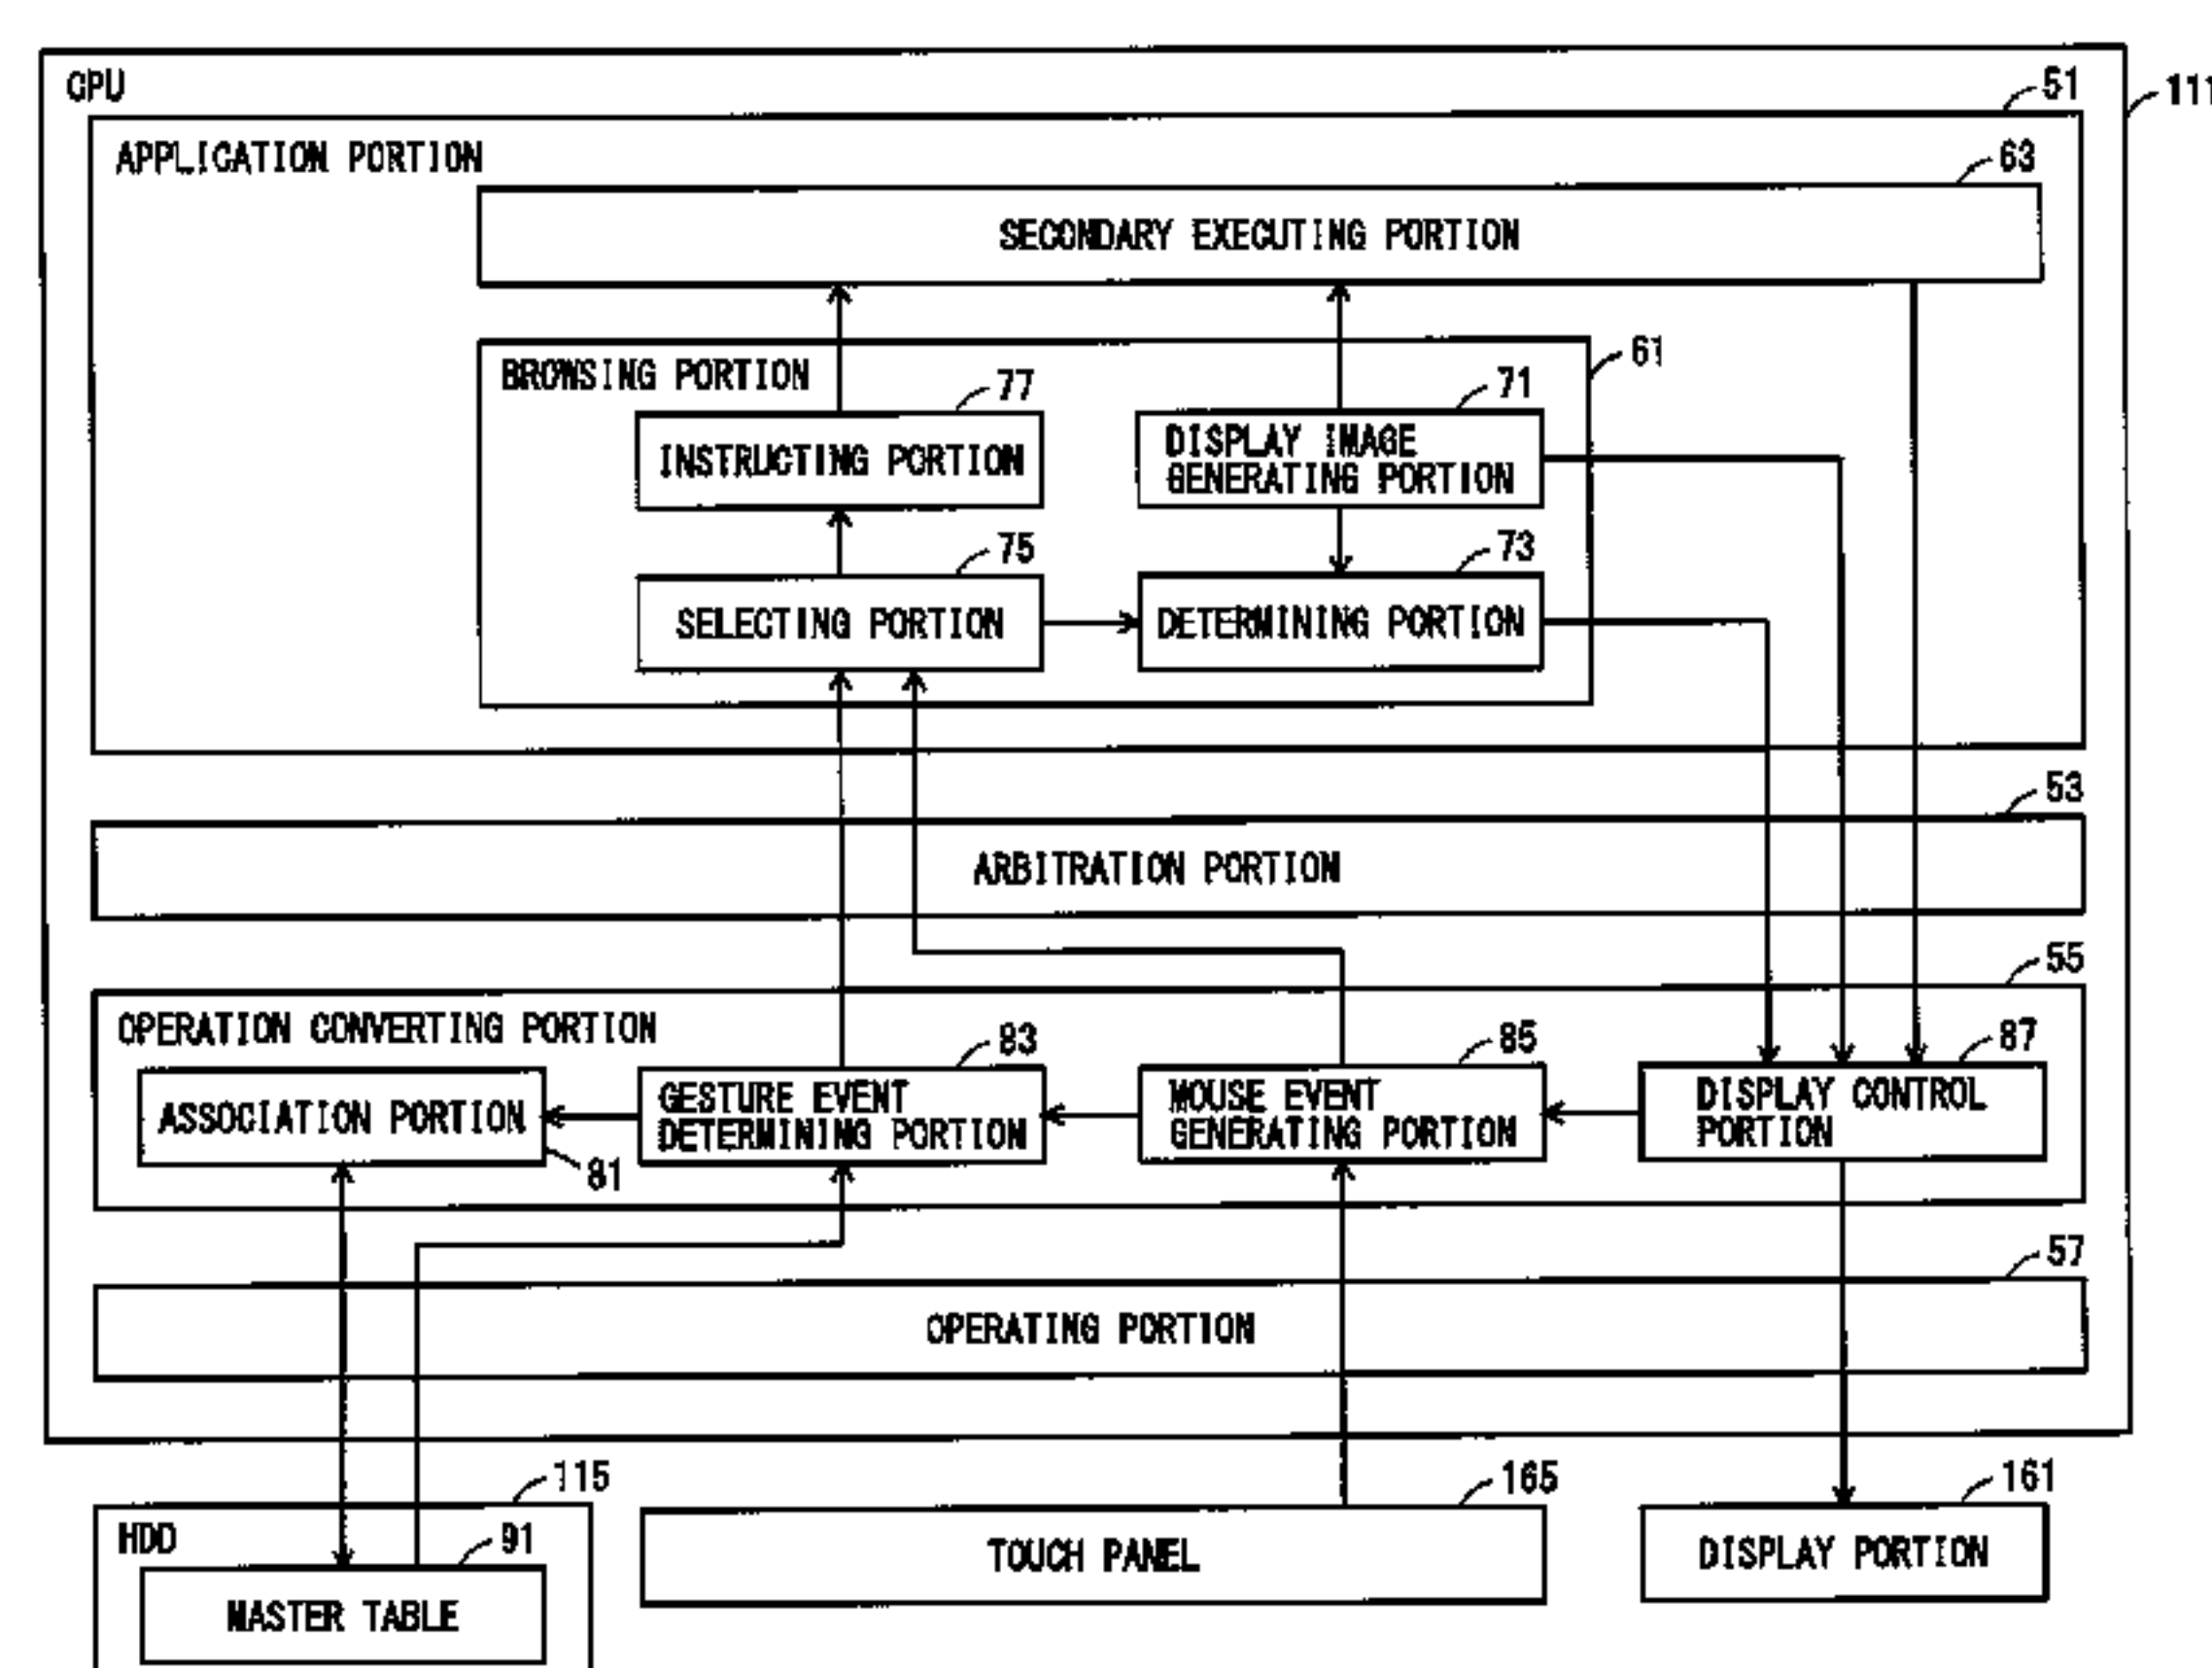 CPU
51
111
APPLICATION PORTION
63
SECONDARY EXECUTING PORTION
61
BROWSING PORTION
77
71
INSTRUCTING PORTION
DISPLAY IMAGE
GENERATING PORTION
75
73
SELECTING PORTION
DETERMINING PORTION
53
ARBITRATION PORTION
55
OPERATION CONVERTING PORTION
83
85
87
ASSOCIATION PORTION
GESTURE EVENT
DETERMINING PORTION
MOUSE EVENT
GENERATING PORTION
DISPLAY CONTROL
PORTION
81
57
OPERATING PORTION
115
165
161
HDD
91
TOUCH PANEL
DISPLAY PORTION
MASTER TABLE